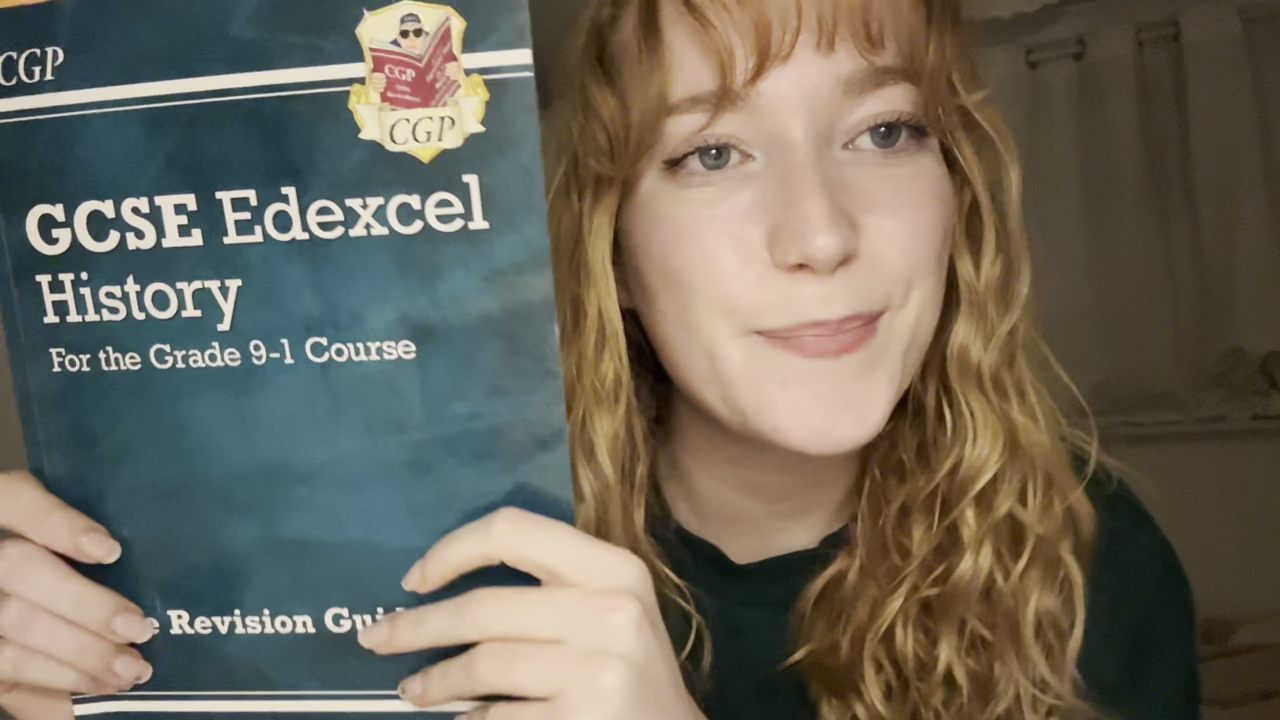 CGP
CGP
CGP
GCSE Edexcel
History
For the Grade 9-1 Course
Revision